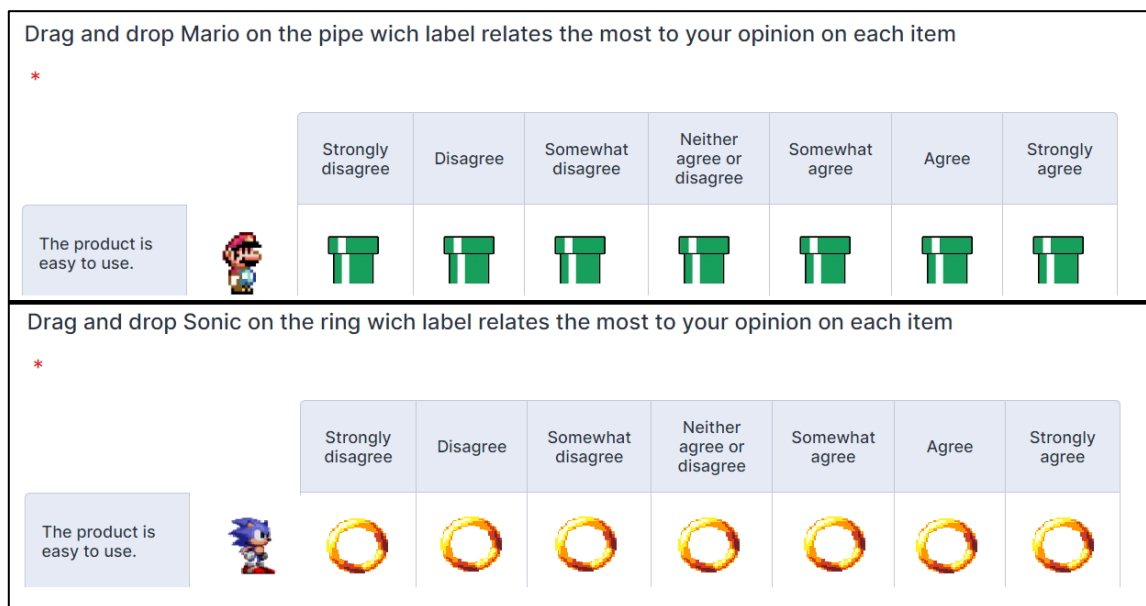 Drag and drop Mario on the pipe wich label relates the most to your opinion on each item
*
Strongly disagree
Disagree
Somewhat disagree
Neither agree or disagree
Somewhat agree
Agree
Strongly agree
The product is
easy to use.
Drag and drop Sonic on the ring wich label relates the most to your opinion on each item
*
Strongly disagree
Disagree
Somewhat disagree
Neither agree or disagree
Somewhat agree
Agree
Strongly agree
The product is
easy to use.